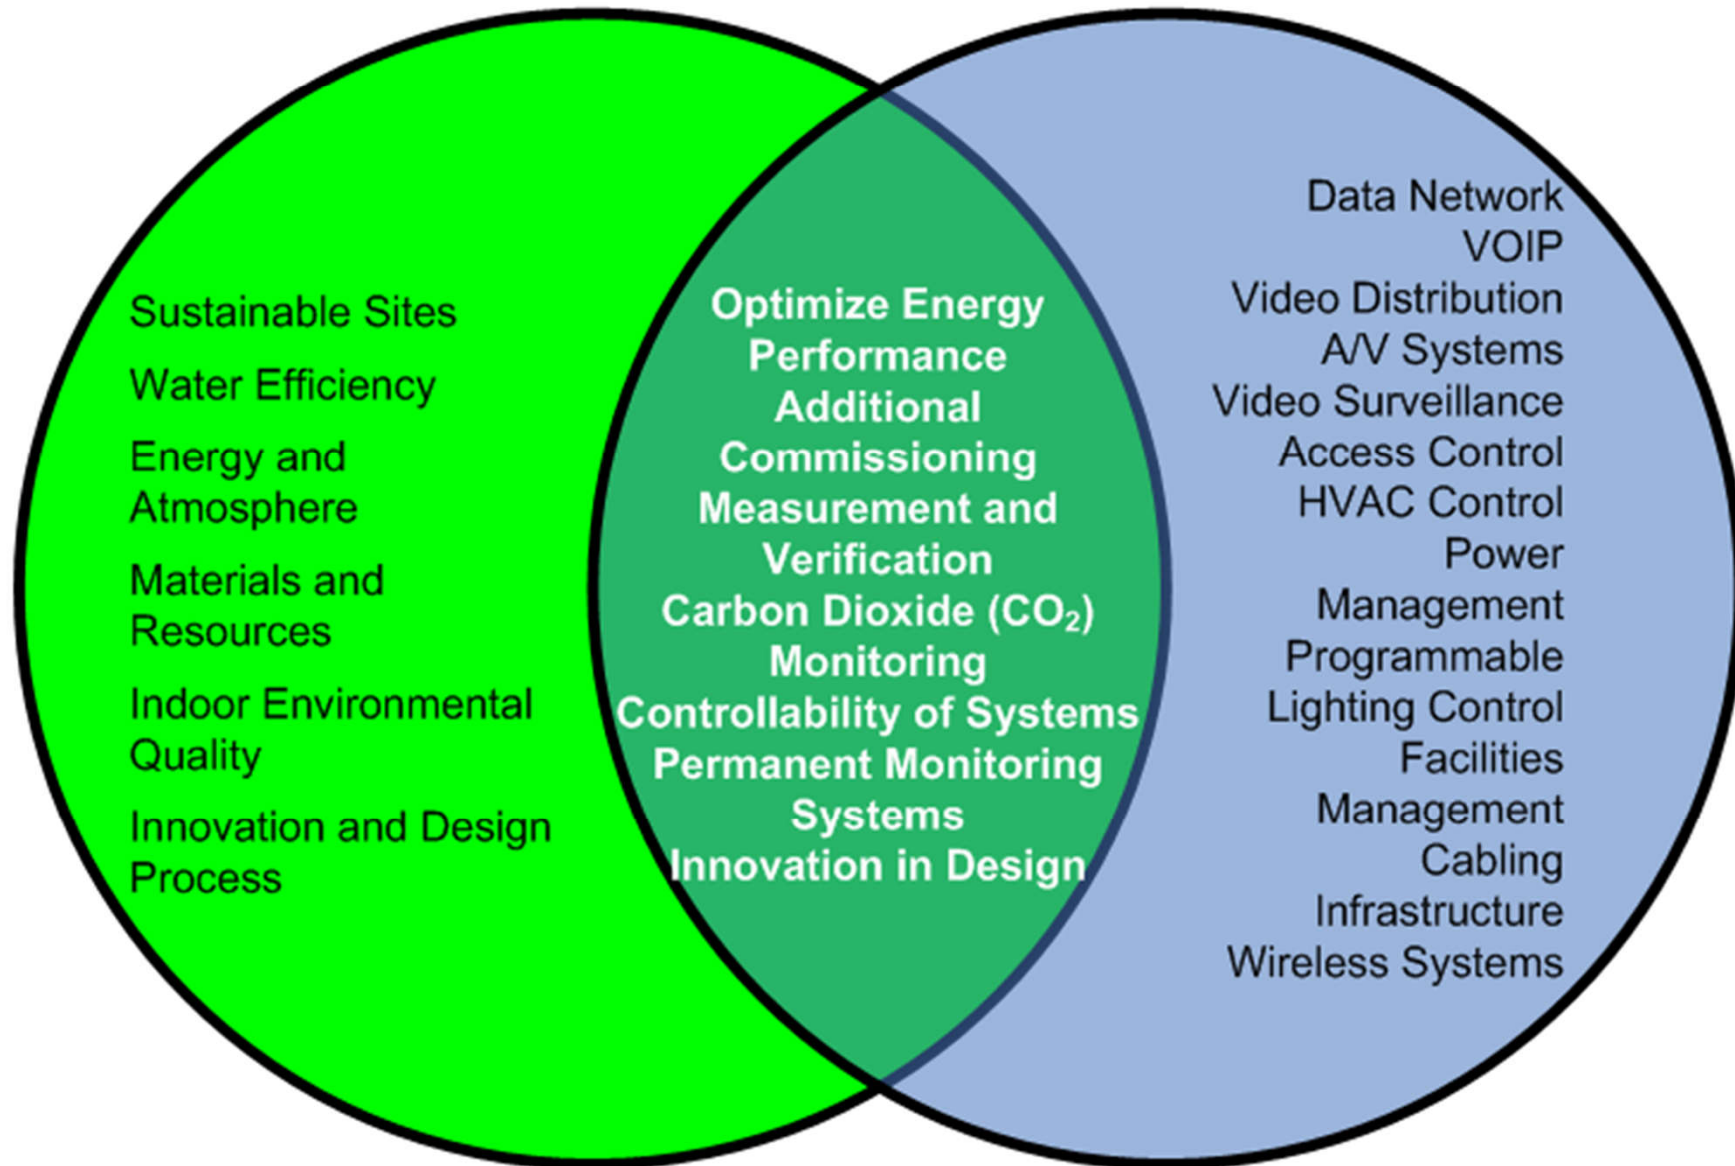 Sustainable Sites
Water Efficiency
Energy and
Atmosphere
Materials and
Resources
Indoor Environmental
Quality
Innovation and Design
Process
Optimize Energy
Performance
Additional
Commissioning
Measurement and
Verification
Carbon Dioxide (CO₂)
Monitoring
Controllability of Systems
Permanent Monitoring
Systems
Innovation in Design
Data Network
VOIP
Video Distribution
A/V Systems
Video Surveillance
Access Control
HVAC Control
Power
Management
Programmable
Lighting Control
Facilities
Management
Cabling
Infrastructure
Wireless Systems